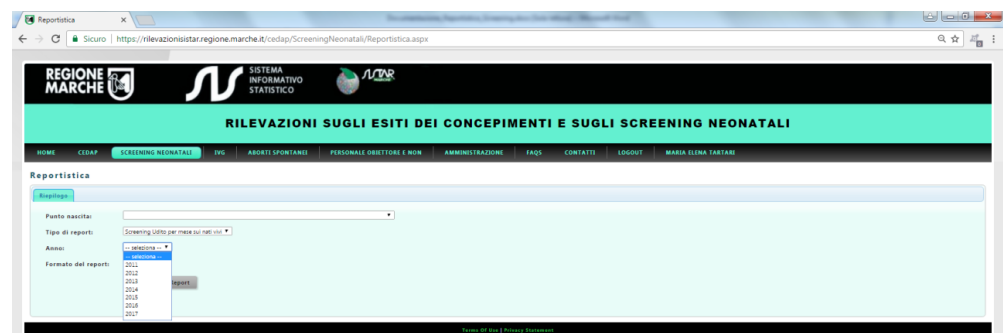 Reportistica
Sicuro | https://rilevazionisistar.regione.marche.it/cedap/ScreeningNeonatali/Reportistica.aspx
REGIONE MARCHE
SISTEMA INFORMATIVO STATISTICO
SISTAR
RILEVAZIONI SUGLI ESITI DEI CONCEPIMENTI E SUGLI SCREENING NEONATALI
HOME CEDAP SCREENING NEONATALI IVG ABORTI SPONTANEI PERSONALE OBIETTORE E NON AMMINISTRAZIONE FAQS CONTATTI LOGOUT MARIA ELENA TARTARI
Reportistica
Riepilogo
Punto nascita:
Tipo di report: Screening Udito per mese sui nati vivi
Anno: -- seleziona --
-- seleziona --
Formato del report: 2011
2012
2013 Report
2014
2015
2016
2017
Terms Of Use | Privacy Statement